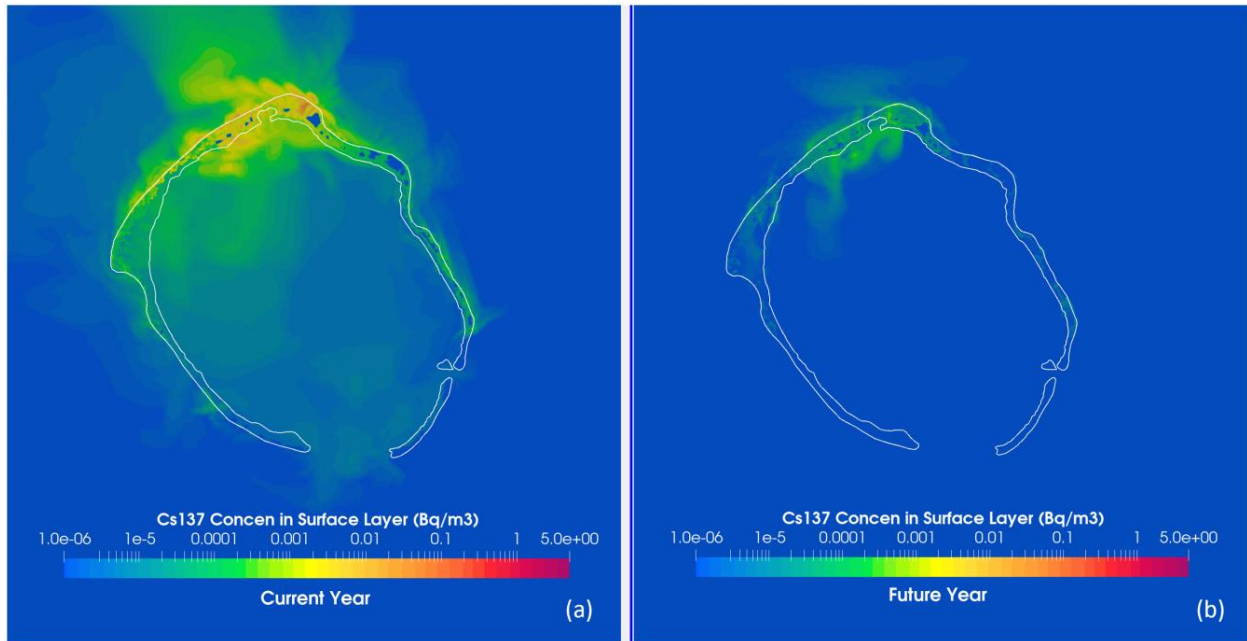 Cs137 Concen in Surface Layer (Bq/m3)
1.0e-06 1e-5 0.0001 0.001 0.01 0.1 1 5.0e+00
Current Year
(a)
Cs137 Concen in Surface Layer (Bq/m3)
1.0e-06 1e-5 0.0001 0.001 0.01 0.1 1 5.0e+00
Future Year
(b)